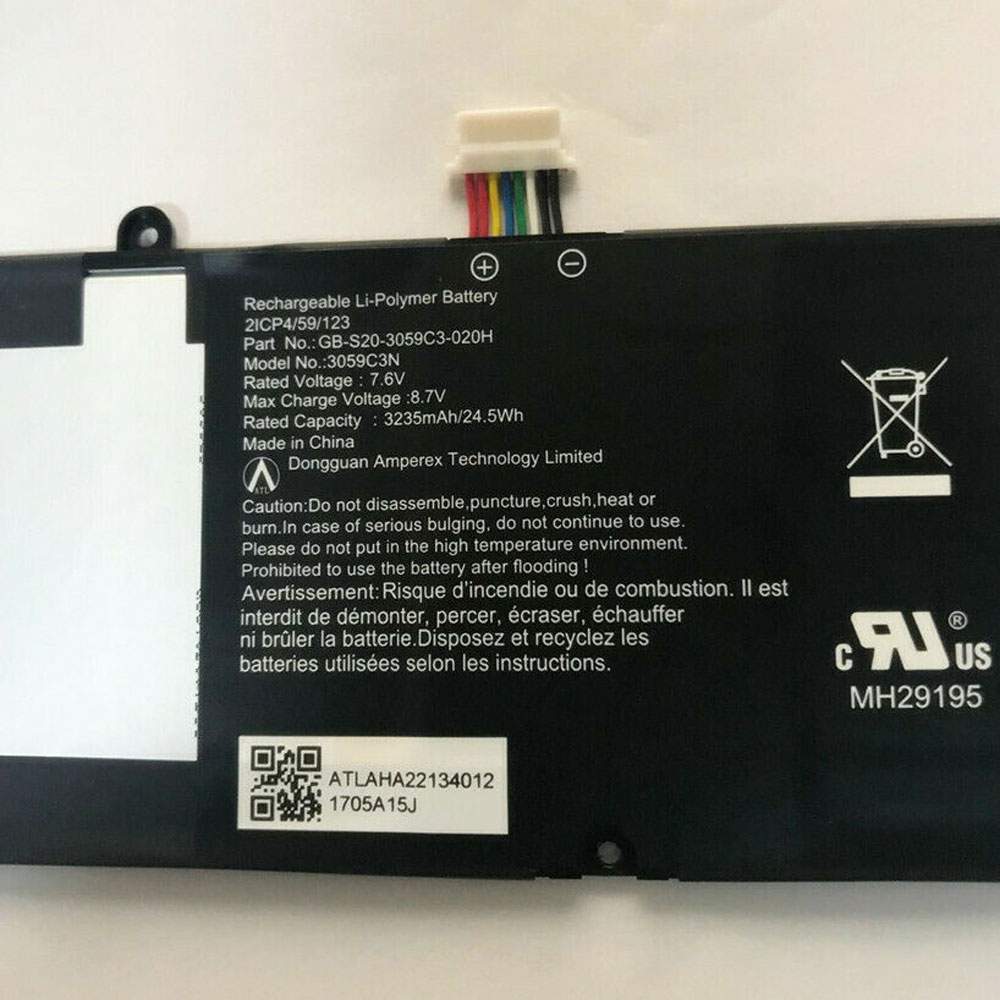 Rechargeable Li-Polymer Battery
2ICP4/59/123
Part No.:GB-S20-3059C3-020H
Model No.:3059C3N
Rated Voltage : 7.6V
Max Charge Voltage :8.7V
Rated Capacity : 3235mAh/24.5Wh
Made in China
ATL
Dongguan Amperex Technology Limited
Caution:Do not disassemble,puncture,crush,heat or
burn.In case of serious bulging, do not continue to use.
Please do not put in the high temperature environment.
Prohibited to use the battery after flooding !
Avertissement:Risque d'incendie ou de combustion. Il est
interdit de démonter, percer, écraser, échauffer
ni brûler la batterie.Disposez et recyclez les
batteries utilisées selon les instructions.
c RU ® US
MH29195
ATLAHA22134012
1705A15J